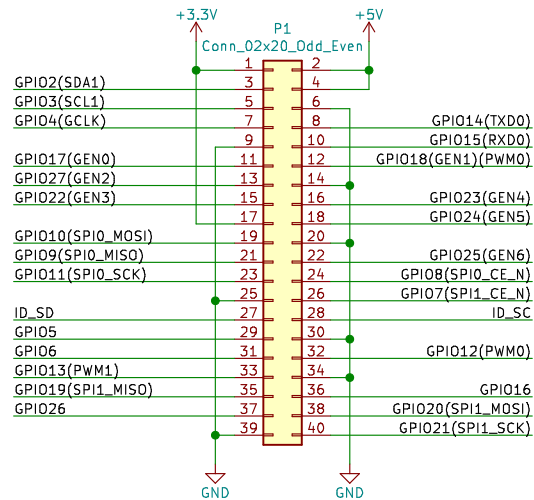 +3.3V
P1
+5V
Conn_02x20_Odd_Even
1 2
GPIO2(SDA1) 3 4
GPIO3(SCL1) 5 6
GPIO4(GCLK) 7 8 GPIO14(TXD0)
9 10 GPIO15(RXD0)
GPIO17(GEN0) 11 12 GPIO18(GEN1)(PWM0)
GPIO27(GEN2) 13 14
GPIO22(GEN3) 15 16 GPIO23(GEN4)
17 18 GPIO24(GEN5)
GPIO10(SPI0_MOSI) 19 20
GPIO9(SPI0_MISO) 21 22 GPIO25(GEN6)
GPIO11(SPI0_SCK) 23 24 GPIO8(SPI0_CE_N)
25 26 GPIO7(SPI1_CE_N)
ID_SD 27 28 ID_SC
GPIO5 29 30
GPIO6 31 32 GPIO12(PWM0)
GPIO13(PWM1) 33 34
GPIO19(SPI1_MISO) 35 36 GPIO16
GPIO26 37 38 GPIO20(SPI1_MOSI)
39 40 GPIO21(SPI1_SCK)
GND GND